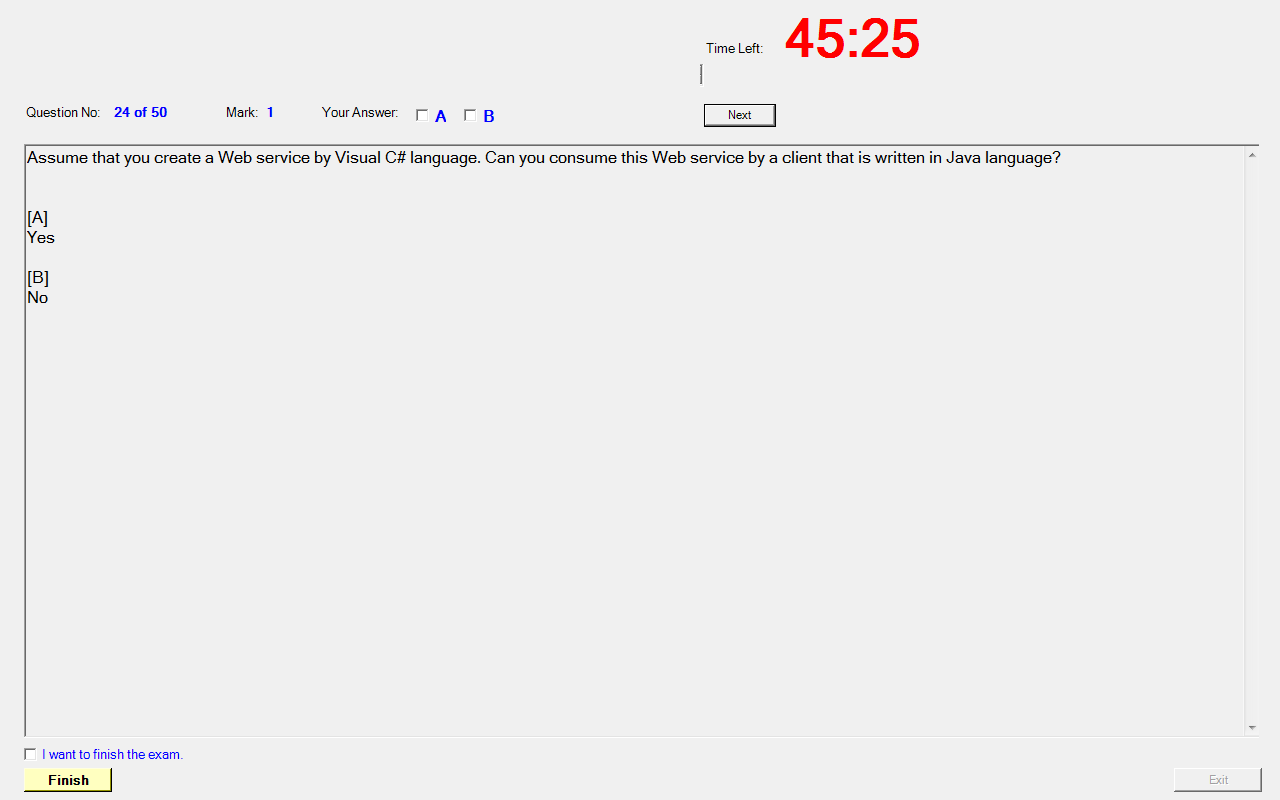 Time Left: 45:25
Question No: 24 of 50 Mark: 1 Your Answer: A B Next
Assume that you create a Web service by Visual C# language. Can you consume this Web service by a client that is written in Java language?
[A]
Yes
[B]
No
I want to finish the exam.
Finish Exit